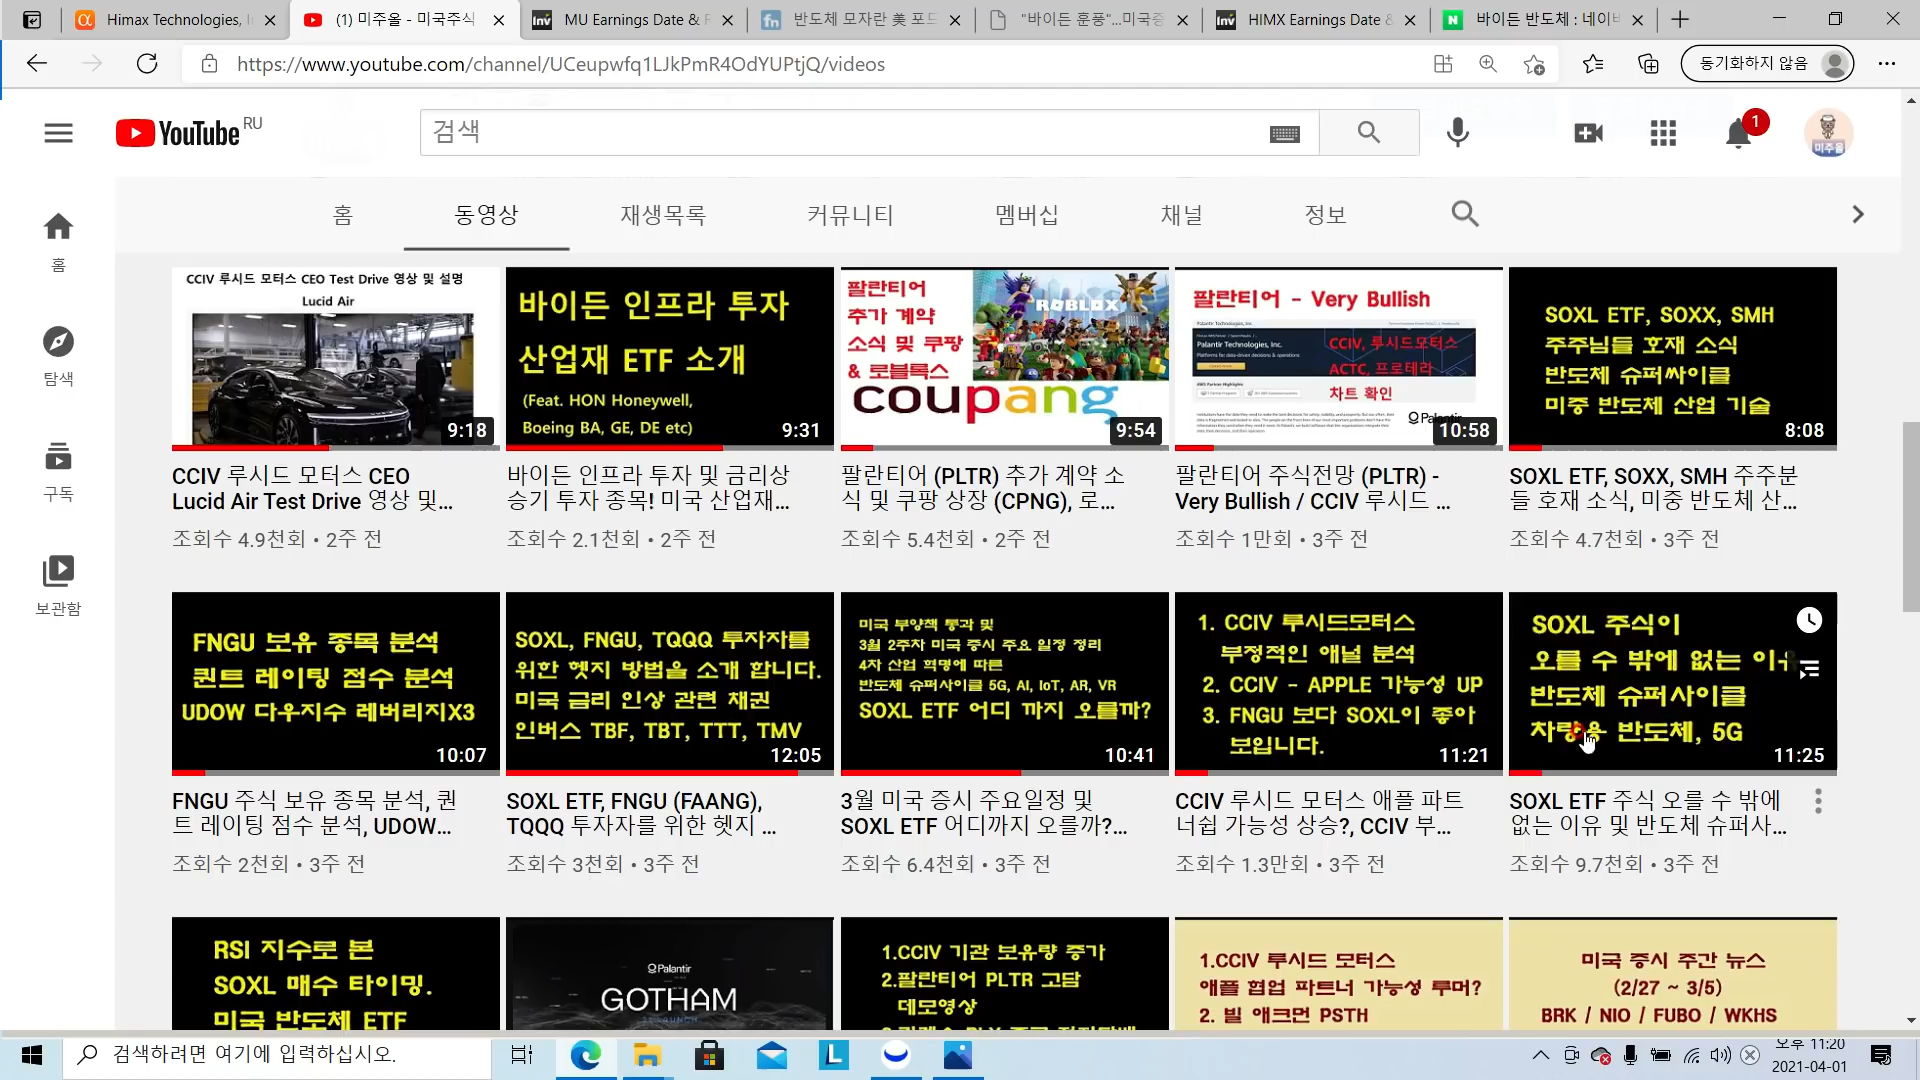 Himax Technologies, I
(1) 미주올 - 미국주식
MU Earnings Date & R
반도체 모자란 美 포드
"바이든 훈풍"...미국증
HIMX Earnings Date &
바이든 반도체 : 네이버
https://www.youtube.com/channel/UCeupwfq1LJkPmR4OdYUPtjQ/videos
동기화하지 않음
YouTube RU
검색
1
미주올
홈
동영상
재생목록
커뮤니티
멤버십
채널
정보
홈
탐색
구독
보관함
CCIV 루시드 모터스 CEO Test Drive 영상 및 설명
Lucid Air
9:18
CCIV 루시드 모터스 CEO
Lucid Air Test Drive 영상 및...
조회수 4.9천회 • 2주 전
바이든 인프라 투자
산업재 ETF 소개
(Feat. HON Honeywell,
Boeing BA, GE, DE etc)
9:31
바이든 인프라 투자 및 금리상
승기 투자 종목! 미국 산업재...
조회수 2.1천회 • 2주 전
팔란티어
추가 계약
소식 및 쿠팡
& 로블록스
ROBLOX
coupang
9:54
팔란티어 (PLTR) 추가 계약 소
식 및 쿠팡 상장 (CPNG), 로...
조회수 5.4천회 • 2주 전
팔란티어 - Very Bullish
Palantir Technologies, Inc.
CCIV, 루시드모터스
ACTC, 프로테라
차트 확인
Palantir
10:58
팔란티어 주식전망 (PLTR) -
Very Bullish / CCIV 루시드 ...
조회수 1만회 • 3주 전
SOXL ETF, SOXX, SMH
주주님들 호재 소식
반도체 슈퍼싸이클
미중 반도체 산업 기술
8:08
SOXL ETF, SOXX, SMH 주주분
들 호재 소식, 미중 반도체 산...
조회수 4.7천회 • 3주 전
FNGU 보유 종목 분석
퀀트 레이팅 점수 분석
UDOW 다우지수 레버리지X3
10:07
FNGU 주식 보유 종목 분석, 퀀
트 레이팅 점수 분석, UDOW...
조회수 2천회 • 3주 전
SOXL, FNGU, TQQQ 투자자를
위한 헷지 방법을 소개 합니다.
미국 금리 인상 관련 채권
인버스 TBF, TBT, TTT, TMV
12:05
SOXL ETF, FNGU (FAANG),
TQQQ 투자자를 위한 헷지 ...
조회수 3천회 • 3주 전
미국 부양책 통과 및
3월 2주차 미국 증시 주요 일정 정리
4차 산업 혁명에 따른
반도체 슈퍼사이클 5G, AI, IoT, AR, VR
SOXL ETF 어디 까지 오를까?
10:41
3월 미국 증시 주요일정 및
SOXL ETF 어디까지 오를까?...
조회수 6.4천회 • 3주 전
1. CCIV 루시드모터스
부정적인 애널 분석
2. CCIV - APPLE 가능성 UP
3. FNGU 보다 SOXL이 좋아
보입니다.
11:21
CCIV 루시드 모터스 애플 파트
너쉽 가능성 상승?, CCIV 부...
조회수 1.3만회 • 3주 전
SOXL 주식이
오를 수 밖에 없는 이유
반도체 슈퍼사이클
차량용 반도체, 5G
11:25
SOXL ETF 주식 오를 수 밖에
없는 이유 및 반도체 슈퍼사...
조회수 9.7천회 • 3주 전
RSI 지수로 본
SOXL 매수 타이밍.
미국 반도체 ETF
Palantir
GOTHAM
1.CCIV 기관 보유량 증가
2.팔란티어 PLTR 고담
데모영상
1.CCIV 루시드 모터스
애플 협업 파트너 가능성 루머?
2. 빌 애크먼 PSTH
미국 증시 주간 뉴스
(2/27 ~ 3/5)
BRK / NIO / FUBO / WKHS
검색하려면 여기에 입력하십시오.
L
오후 11:20
2021-04-01